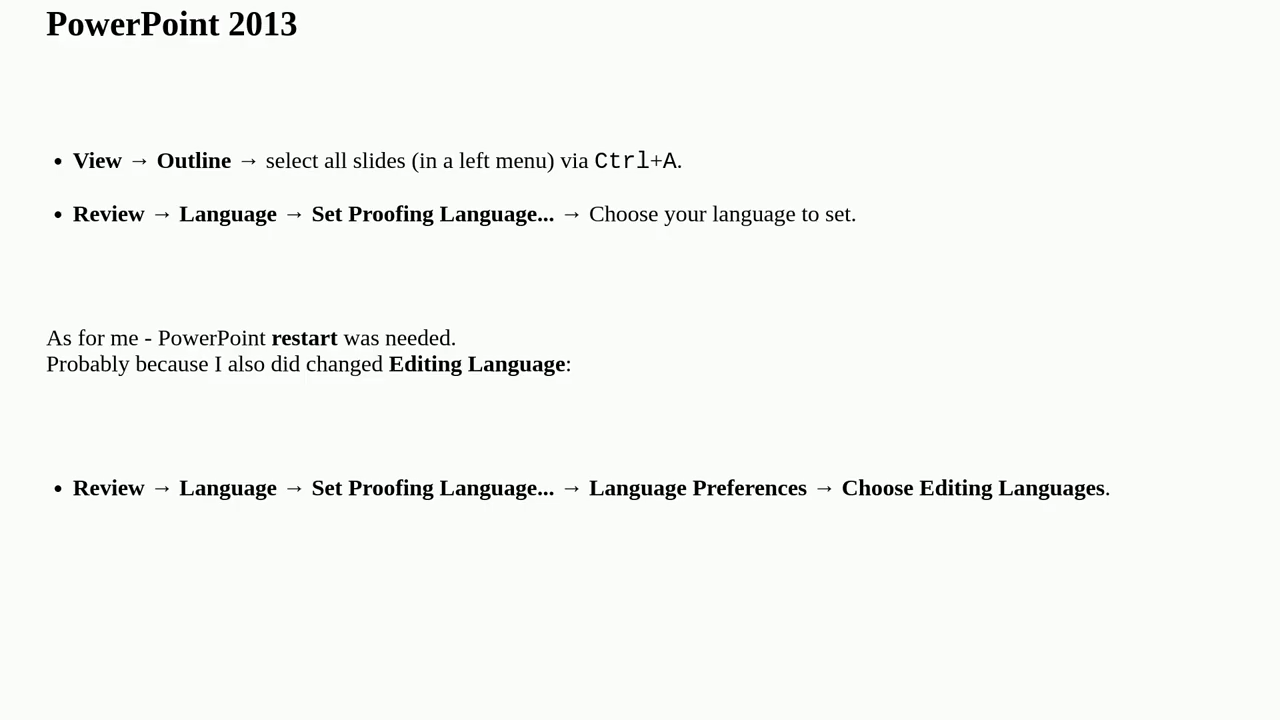 PowerPoint 2013
• View → Outline → select all slides (in a left menu) via Ctrl+A.
• Review → Language → Set Proofing Language... → Choose your language to set.
As for me - PowerPoint restart was needed.
Probably because I also did changed Editing Language:
• Review → Language → Set Proofing Language... → Language Preferences → Choose Editing Languages.